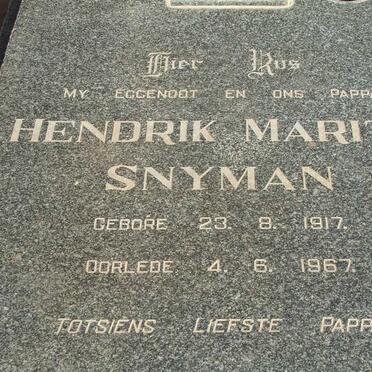 Hier Rus
MY EGGENOOT EN ONS PAPP
HENDRIK MARIT
SNYMAN
GEBORE 23. 8. 1917.
OORLEDE 4. 6. 1967.
TOTSIENS LIEFSTE PAPP